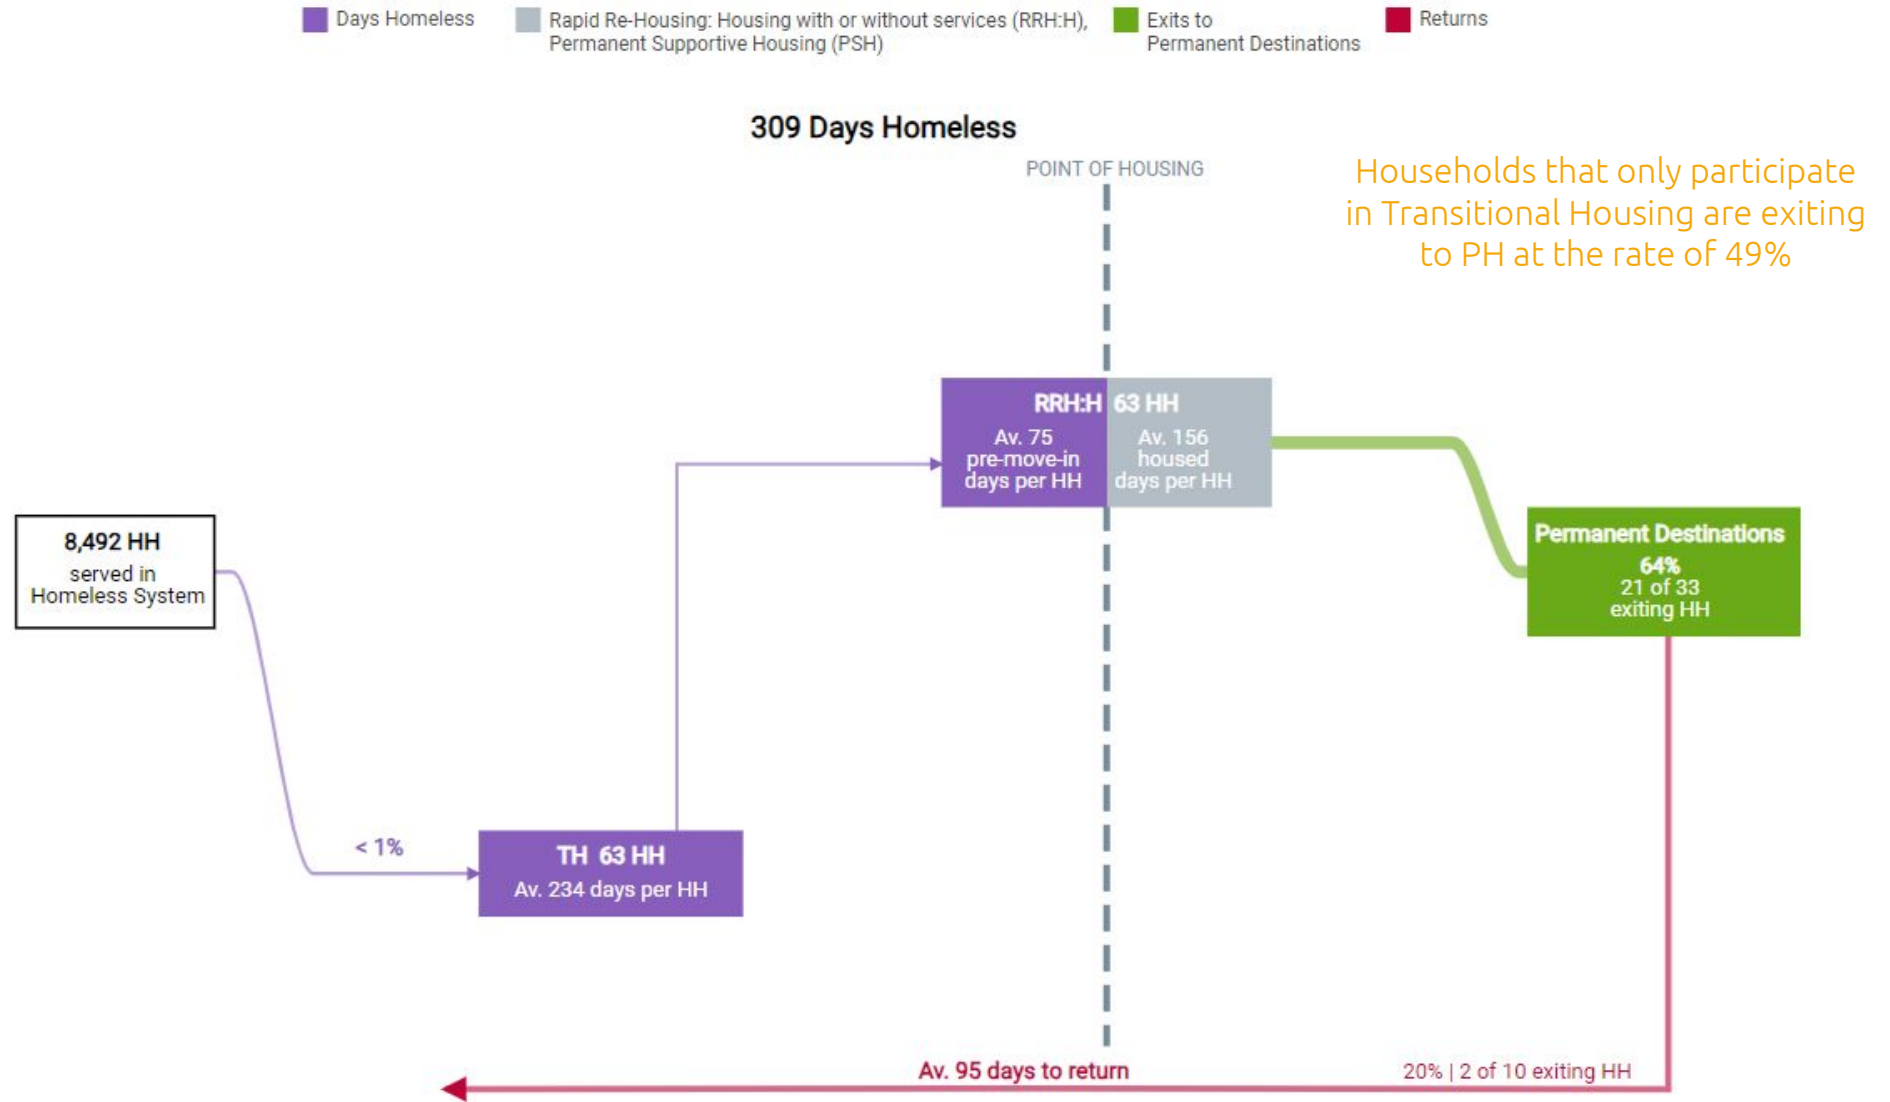 Days Homeless
Rapid Re-Housing: Housing with or without services (RRH:H),
Permanent Supportive Housing (PSH)
Exits to
Permanent Destinations
Returns
309 Days Homeless
POINT OF HOUSING
Households that only participate
in Transitional Housing are exiting
to PH at the rate of 49%
RRH:H 63 HH
Av. 75
pre-move-in
days per HH
Av. 156
housed
days per HH
8,492 HH
served in
Homeless System
Permanent Destinations
64%
21 of 33
exiting HH
< 1%
TH 63 HH
Av. 234 days per HH
Av. 95 days to return
20% | 2 of 10 exiting HH